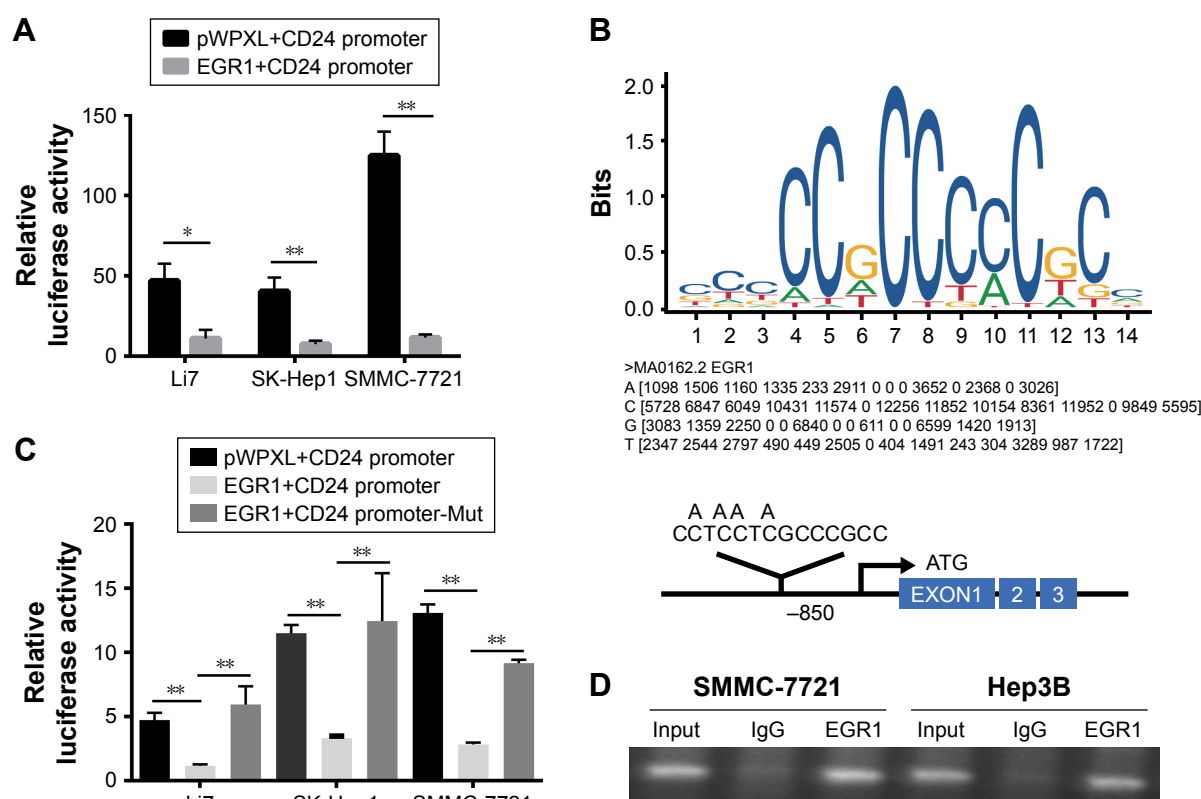 A
pWPXL+CD24 promoter
EGR1+CD24 promoter
Relative
luciferase activity
150
100
50
0
*
**
**
Li7 SK-Hep1 SMMC-7721
B
Bits
2.0
1.5
1.0
0.5
0.0
1 2 3 4 5 6 7 8 9 10 11 12 13 14
>MA0162.2 EGR1
A [1098 1506 1160 1335 233 2911 0 0 0 3652 0 2368 0 3026]
C [5728 6847 6049 10431 11574 0 12256 11852 10154 8361 11952 0 9849 5595]
G [3083 1359 2250 0 0 6840 0 0 611 0 0 6599 1420 1913]
T [2347 2544 2797 490 449 2505 0 404 1491 243 304 3289 987 1722]
A AA A
CCTCCTCGCCCGCC
ATG
EXON1 2 3
–850
C
pWPXL+CD24 promoter
EGR1+CD24 promoter
EGR1+CD24 promoter-Mut
Relative
luciferase activity
20
15
10
5
0
** **
** **
** **
Li7 SK-Hep1 SMMC-7721
D
SMMC-7721 Hep3B
Input IgG EGR1 Input IgG EGR1